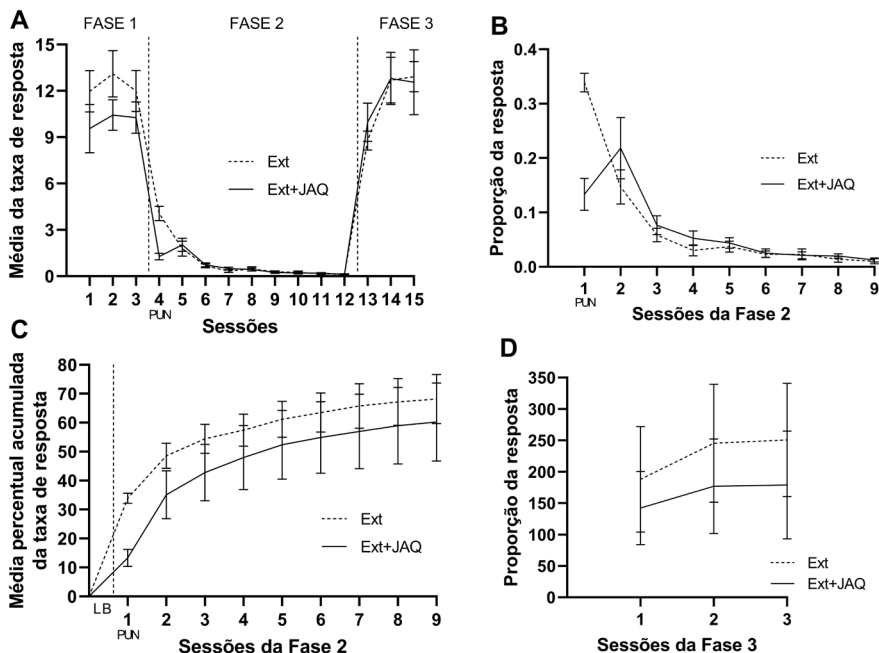 A
FASE 1 FASE 2 FASE 3
Média da taxa de resposta
15
12
9
6
3
0
Ext
Ext+JAQ
1 2 3 4 5 6 7 8 9 10 11 12 13 14 15
PUN
Sessões
B
Proporção da resposta
0.4
0.3
0.2
0.1
0.0
Ext
Ext+JAQ
1 2 3 4 5 6 7 8 9
PUN
Sessões da Fase 2
C
Média percentual acumulada
da taxa de resposta
80
70
60
50
40
30
20
10
0
Ext
Ext+JAQ
LB 1 2 3 4 5 6 7 8 9
PUN
Sessões da Fase 2
D
Proporção da resposta
350
300
250
200
150
100
50
0
Ext
Ext+JAQ
1 2 3
Sessões da Fase 3